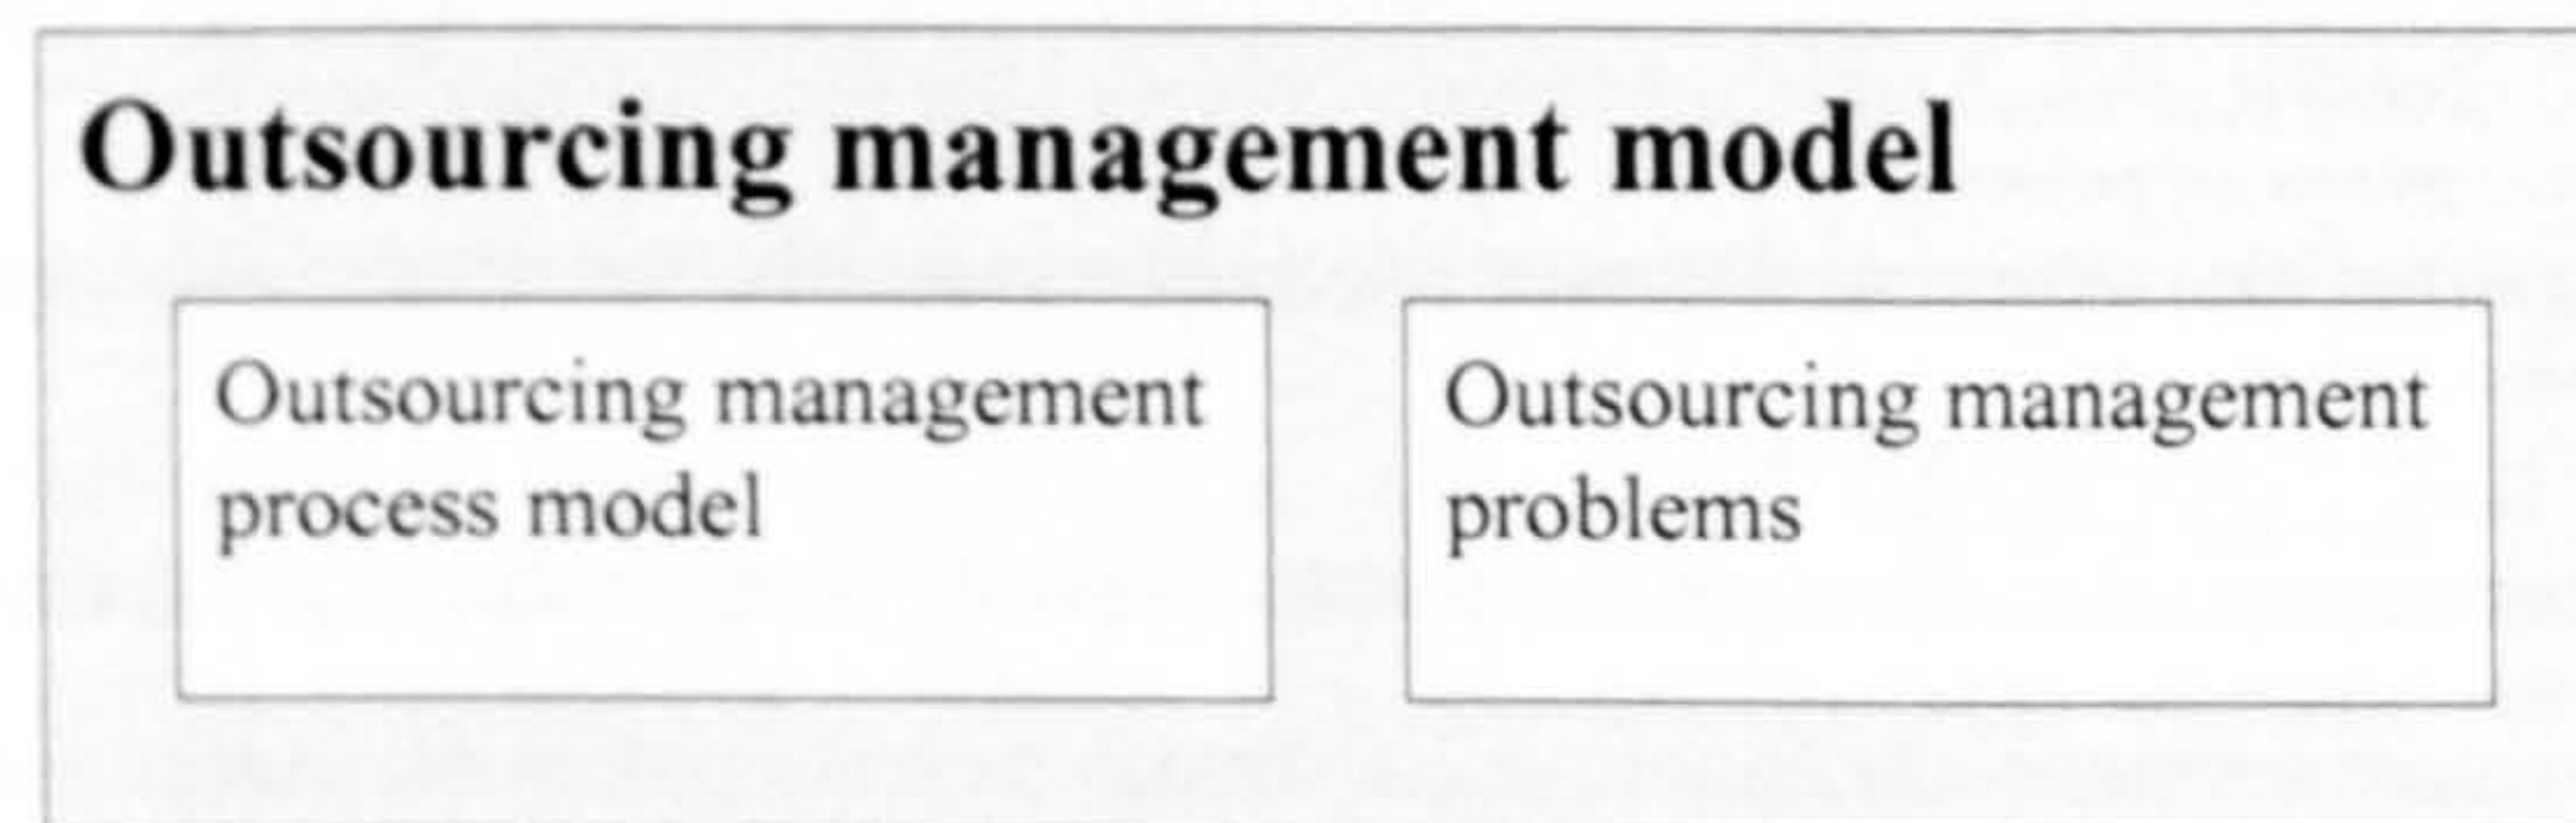 Outsourcing management model
Outsourcing management
process model
Outsourcing management
problems